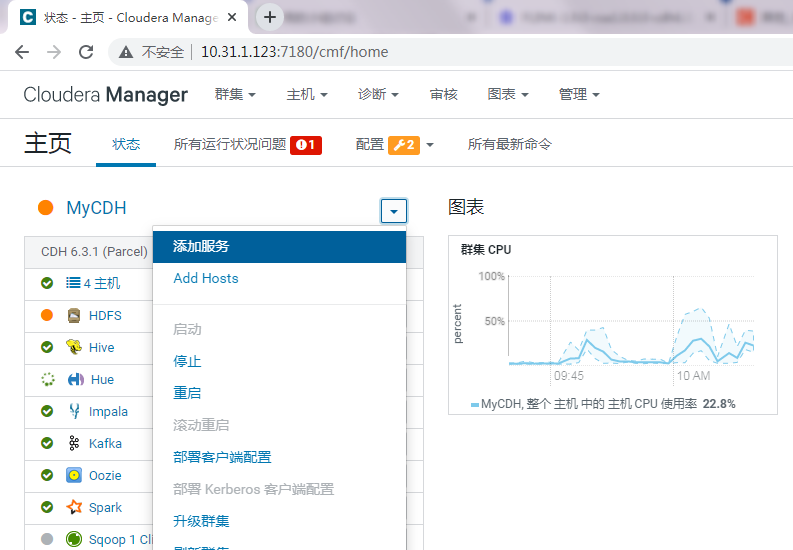 状态 - 主页 - Cloudera Manage
不安全 10.31.1.123:7180/cmf/home
Cloudera Manager 群集 主机 诊断 审核 图表 管理
主页 状态 所有运行状况问题 1 配置 2 所有最新命令
MyCDH
图表
CDH 6.3.1 (Parcel)
添加服务
群集 CPU
4 主机
Add Hosts
100%
HDFS
启动
50%
percent
Hive
停止
Hue
重启
09:45
10 AM
Impala
滚动重启
MyCDH, 整个 主机 中的 主机 CPU 使用率 22.8%
Kafka
部署客户端配置
Oozie
部署 Kerberos 客户端配置
Spark
升级群集
Sqoop 1 Cli